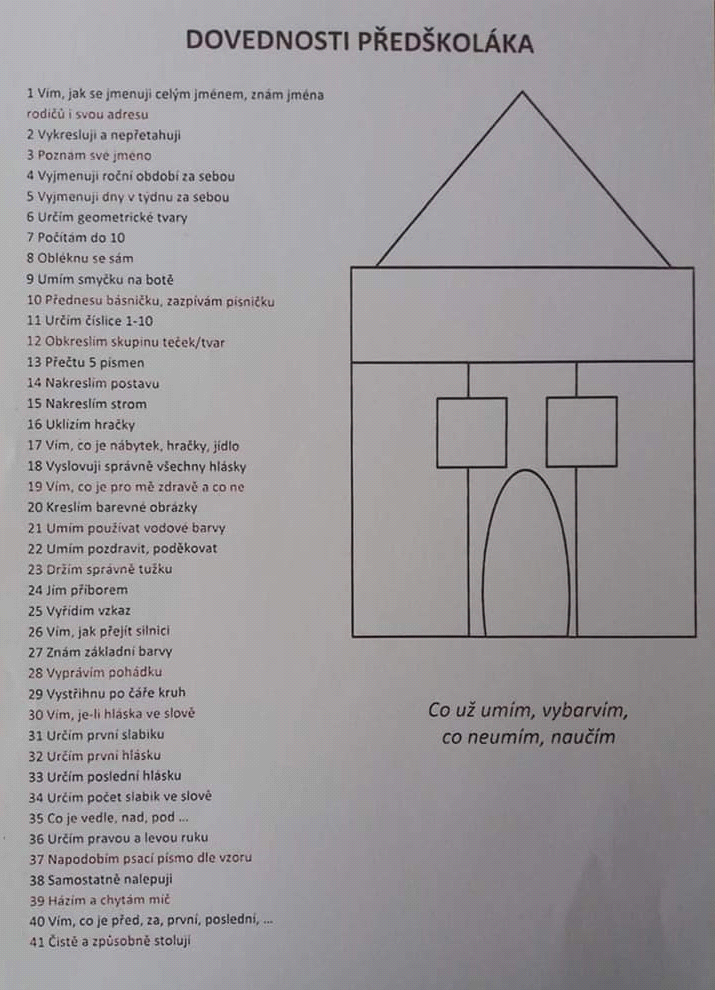 DOVEDNOSTI PŘEDŠKOLÁKA
1 Vím, jak se jmenuji celým jménem, znám jména
rodičů i svou adresu
2 Vykresluji a nepřetahuji
3 Poznám své jméno
4 Vyjmenuji roční období za sebou
5 Vyjmenuji dny v týdnu za sebou
6 Určím geometrické tvary
7 Počítám do 10
8 Obléknu se sám
9 Umím smyčku na botě
10 Přednesu básničku, zazpívám písničku
11 Určím číslice 1-10
12 Obkreslím skupinu teček/tvar
13 Přečtu 5 písmen
14 Nakreslím postavu
15 Nakreslím strom
16 Uklízím hračky
17 Vím, co je nábytek, hračky, jídlo
18 Vyslovuji správně všechny hlásky
19 Vím, co je pro mě zdravé a co ne
20 Kreslím barevné obrázky
21 Umím používat vodové barvy
22 Umím pozdravit, poděkovat
23 Držím správně tužku
24 Jím příborem
25 Vyřídím vzkaz
26 Vím, jak přejít silnici
27 Znám základní barvy
28 Vyprávím pohádku
29 Vystřihnu po čáře kruh
30 Vím, je-li hláska ve slově
31 Určím první slabiku
32 Určím první hlásku
33 Určím poslední hlásku
34 Určím počet slabik ve slově
35 Co je vedle, nad, pod ...
36 Určím pravou a levou ruku
37 Napodobím psací písmo dle vzoru
38 Samostatně nalepuji
39 Házím a chytám míč
40 Vím, co je před, za, první, poslední, ...
41 Čistě a způsobně stoluji
Co už umím, vybarvím,
co neumím, naučím